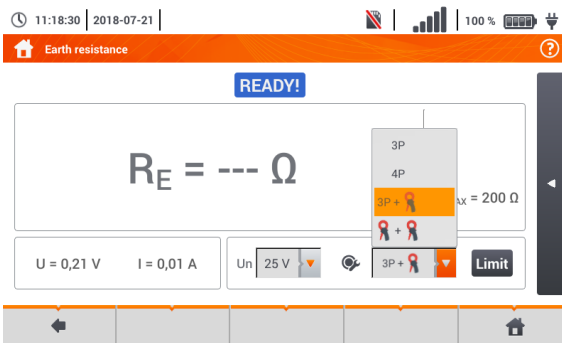 11:18:30 2018-07-21 100 %
Earth resistance ?
READY!
3P
4P
RE = --- Ω
3P +
= 200 Ω
+
U = 0,21 V I = 0,01 A Un 25 V 3P + Limit